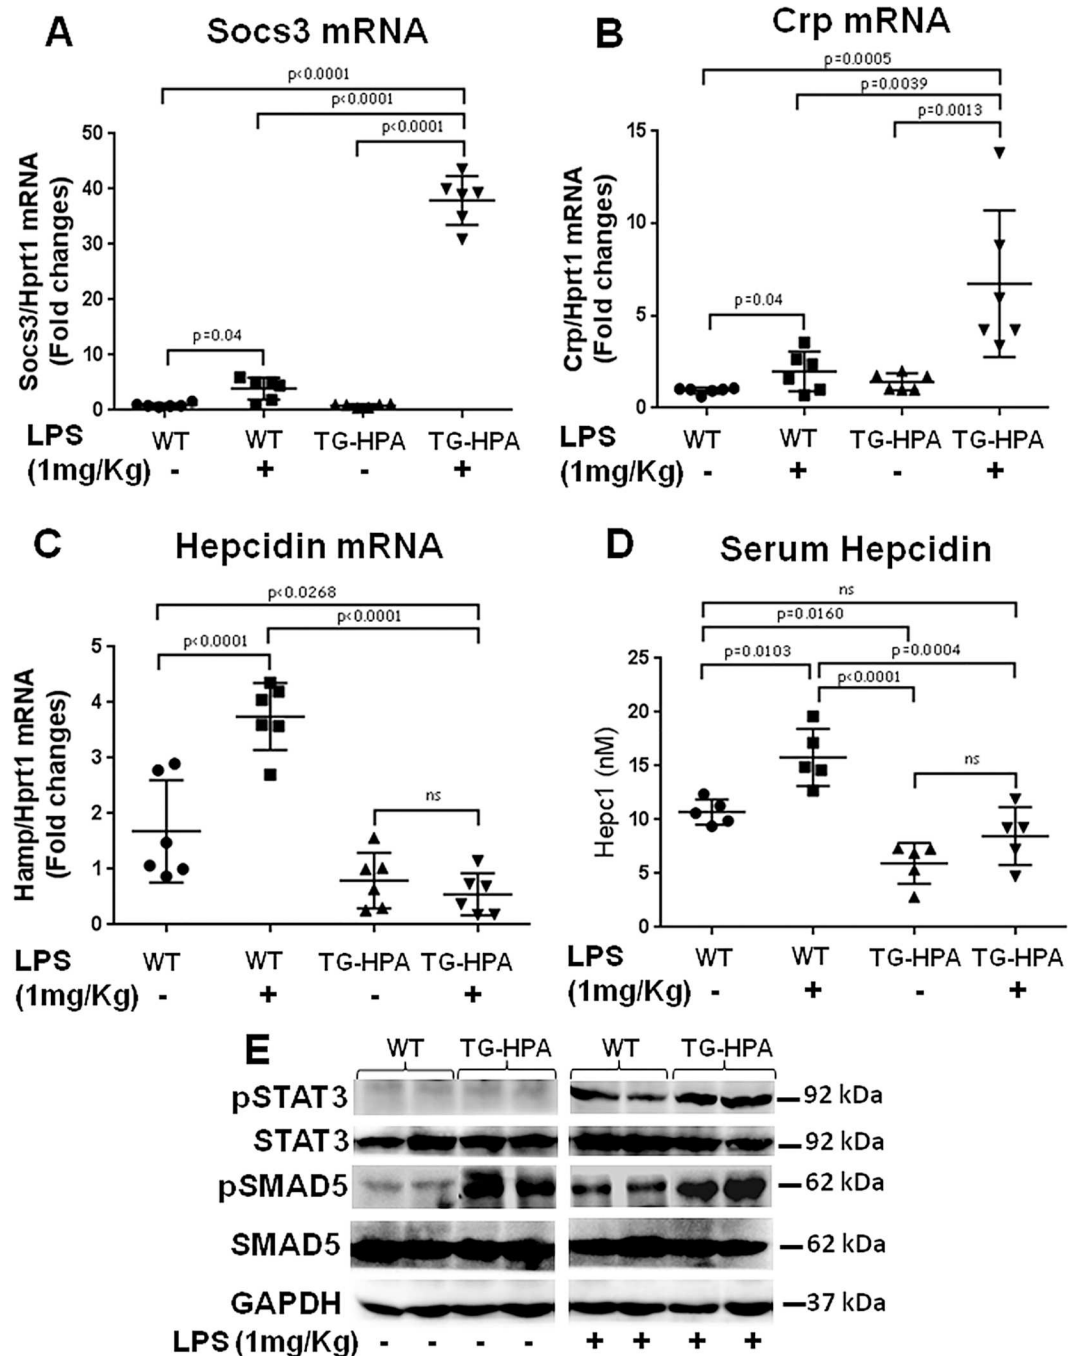 A Socs3 mRNA
p<0.0001
p<0.0001
p<0.0001
p=0.04
Socs3/Hprt1 mRNA
(Fold changes)
50
40
30
20
10
0
LPS WT WT TG-HPA TG-HPA
(1mg/Kg) - + - +
B Crp mRNA
p=0.0005
p=0.0039
p=0.0013
p=0.04
Crp/Hprt1 mRNA
(Fold changes)
15
10
5
0
LPS WT WT TG-HPA TG-HPA
(1mg/Kg) - + - +
C Hepcidin mRNA
p<0.0268
p<0.0001
p<0.0001
ns
Hamp/Hprt1 mRNA
(Fold changes)
5
4
3
2
1
0
LPS WT WT TG-HPA TG-HPA
(1mg/Kg) - + - +
D Serum Hepcidin
ns
p=0.0160
p=0.0103 p=0.0004
p<0.0001
ns
Hepc1 (nM)
25
20
15
10
5
0
LPS WT WT TG-HPA TG-HPA
(1mg/Kg) - + - +
E WT TG-HPA WT TG-HPA
pSTAT3 92 kDa
STAT3 92 kDa
pSMAD5 62 kDa
SMAD5 62 kDa
GAPDH 37 kDa
LPS (1mg/Kg) - - - - + + + +